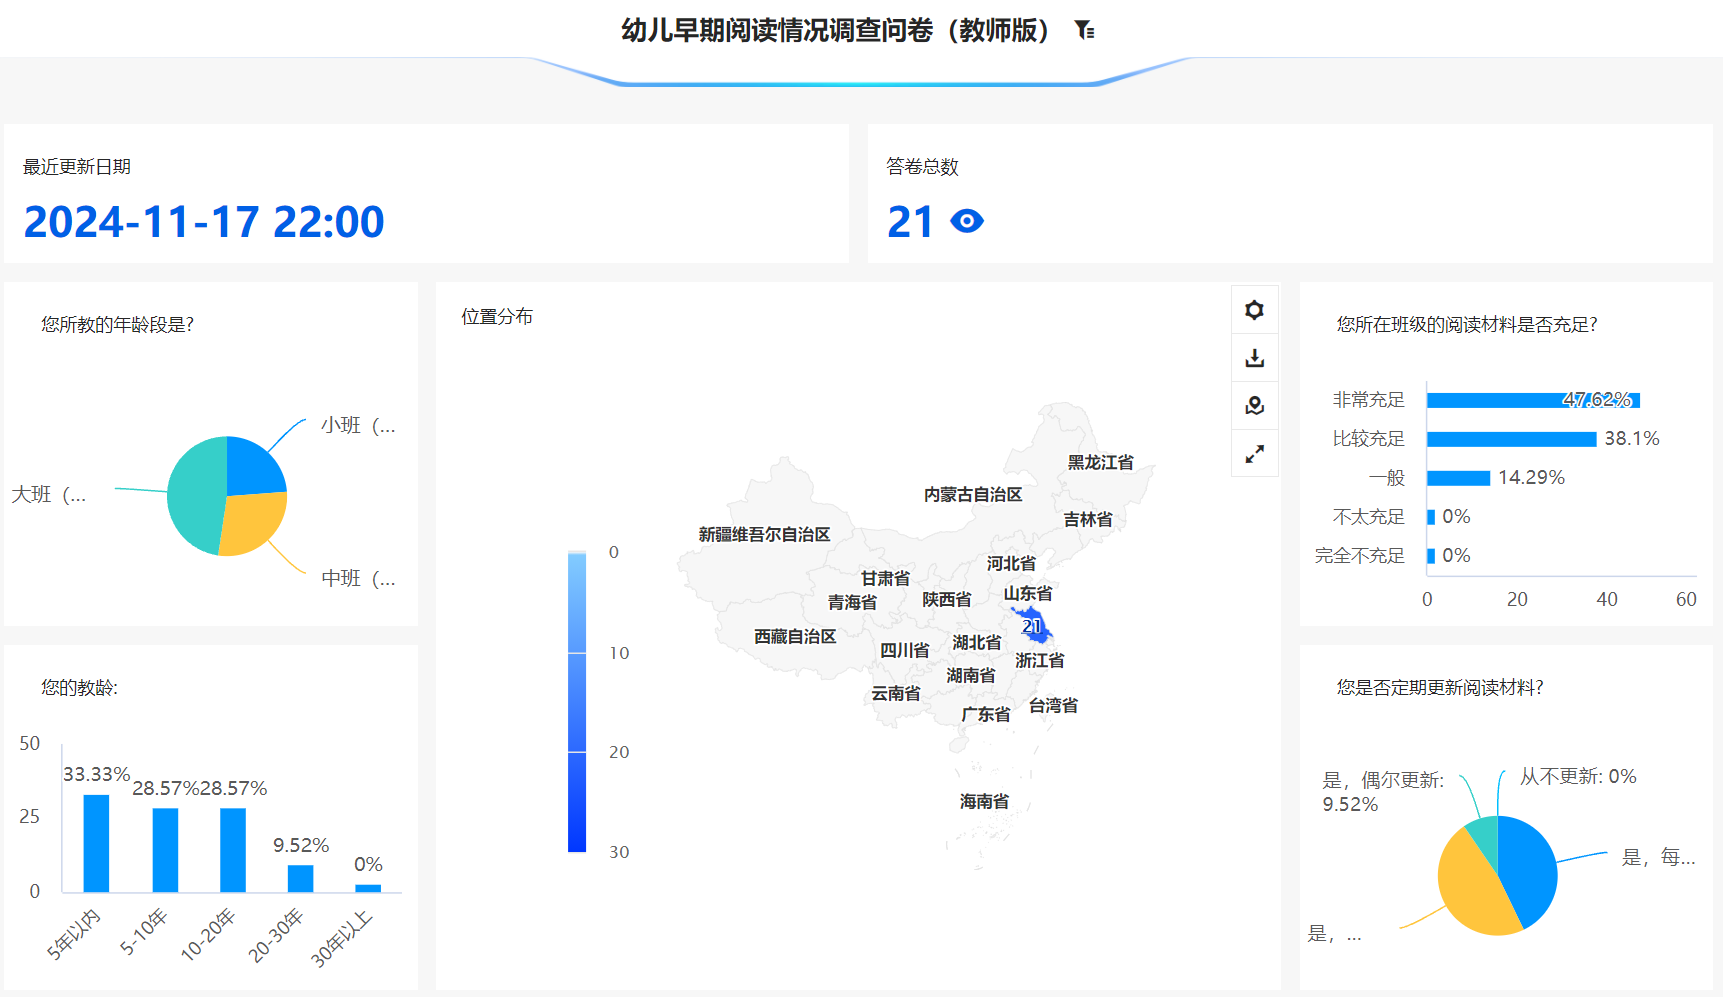 幼儿早期阅读情况调查问卷（教师版）
最近更新日期
2024-11-17 22:00
答卷总数
21
您所教的年龄段是?
小班（...
大班（...
中班（...
您的教龄:
50
25
0
33.33%
28.57%
28.57%
9.52%
0%
5年以内
5-10年
10-20年
20-30年
30年以上
位置分布
0
10
20
30
黑龙江省
内蒙古自治区
吉林省
新疆维吾尔自治区
河北省
甘肃省
山东省
青海省
陕西省
21
西藏自治区
湖北省
四川省
浙江省
湖南省
云南省
台湾省
广东省
海南省
您所在班级的阅读材料是否充足?
非常充足 47.62%
比较充足 38.1%
一般 14.29%
不太充足 0%
完全不充足 0%
0 20 40 60
您是否定期更新阅读材料?
是，偶尔更新:
9.52%
从不更新: 0%
是，每...
是，...